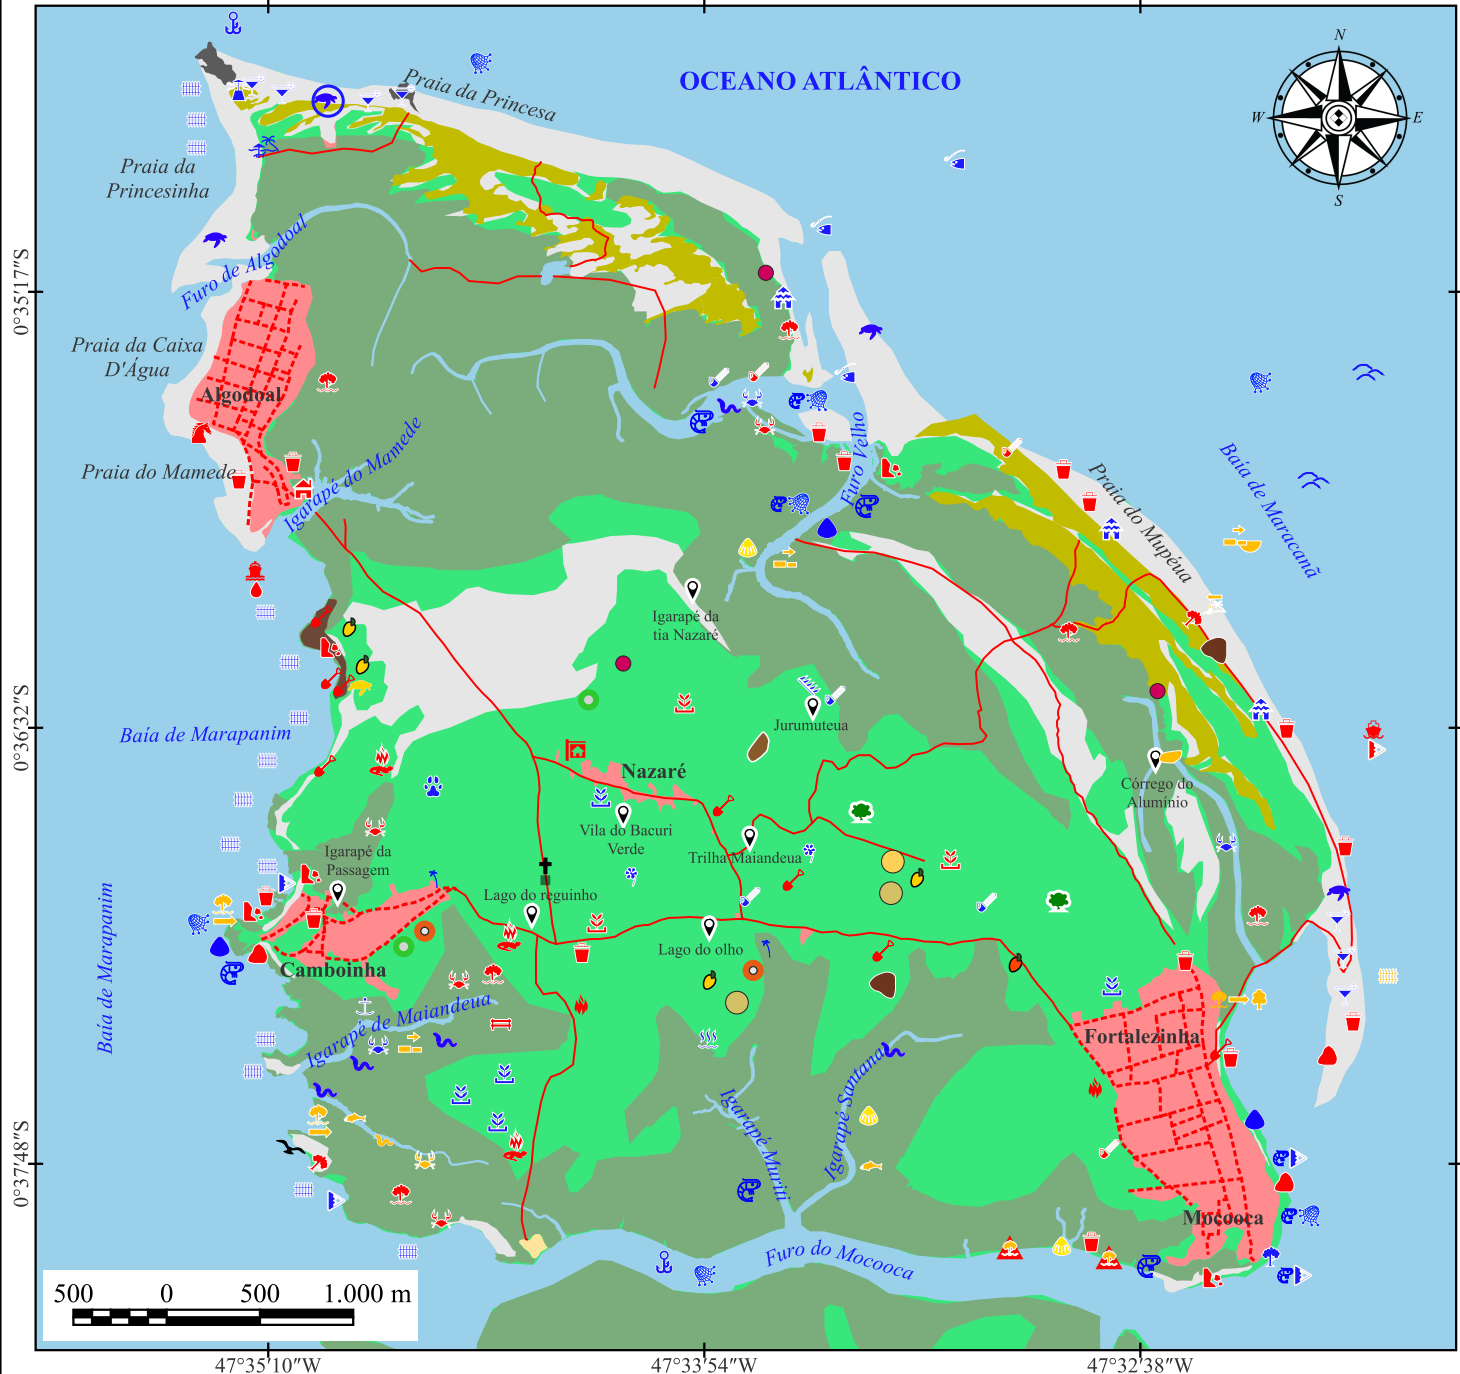 OCEANO ATLÂNTICO
N
W
E
S
Praia da Princesa
Praia da
Princesinha
Furo de Algodoal
0°35'17"S
Praia da Caixa
D'Água
Algodoal
Praia do Mamede
Igarapé do Mamede
Furo Velho
Praia do Mupéua
Baía de Maracanã
Igarapé da
tia Nazaré
0°36'32"S
Baía de Marapanim
Jurumuteua
Nazaré
Córrego do
Alumínio
Vila do Bacuri
Verde
Trilha Maiandeua
Igarapé da
Passagem
Lago do reguinho
Lago do olho
Camboinha
Baía de Marapanim
Igarapé de Maiandeua
Fortalezinha
Igarapé Muriti
Igarapé Santana
0°37'48"S
Mocooca
Furo do Mocooca
500 0 500 1.000 m
47°35'10"W
47°33'54"W
47°32'38"W